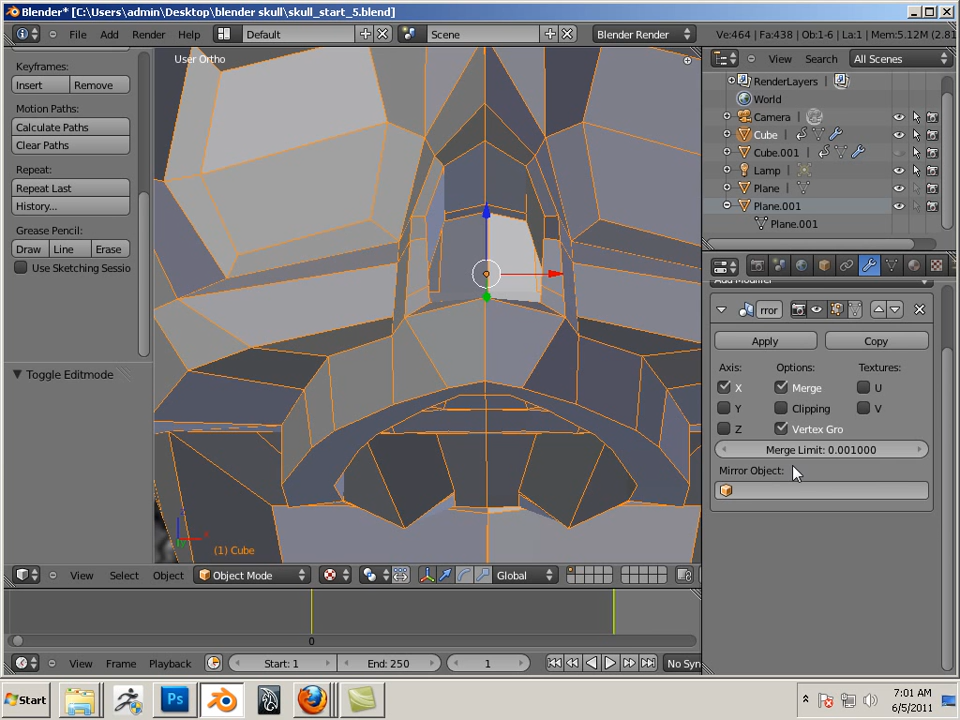 Blender* [C:\Users\admin\Desktop\blender skull\skull_start_5.blend]
File Add Render Help Default Scene Blender Render Ve:464 | Fa:438 | Ob:1-6 | La:1 | Mem:5.12M (2.81
Keyframes:
Insert Remove
Motion Paths:
Calculate Paths
Clear Paths
Repeat:
Repeat Last
History...
Grease Pencil:
Draw Line Erase
Use Sketching Sessio
Toggle Editmode
User Ortho
(1) Cube
View Select Object Object Mode Global
0
View Frame Playback Start: 1 End: 250 1 No Syn
View Search All Scenes
RenderLayers
World
Camera
Cube
Cube.001
Lamp
Plane
Plane.001
Plane.001
Add Modifier
rror
Apply Copy
Axis: Options: Textures:
X Merge U
Y Clipping V
Z Vertex Gro
Merge Limit: 0.001000
Mirror Object:
Start Ps 7:01 AM
6/5/2011